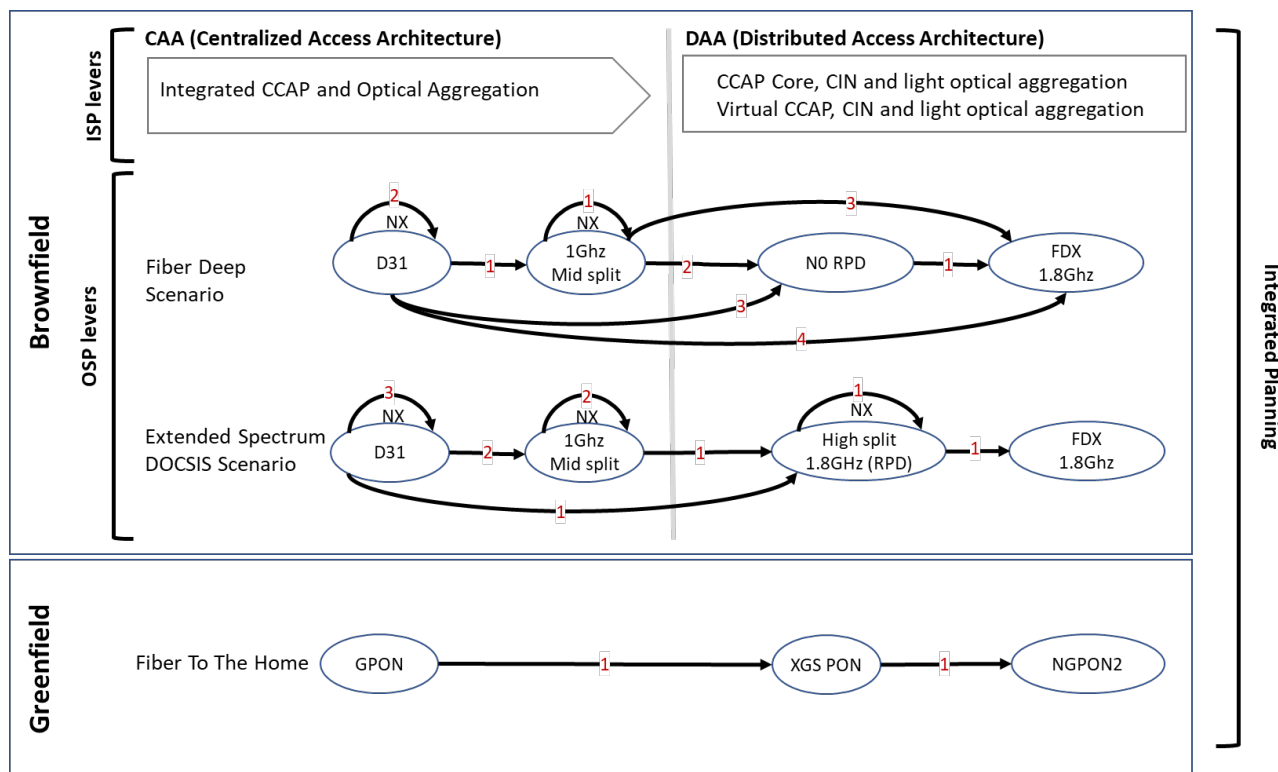 CAA (Centralized Access Architecture)
DAA (Distributed Access Architecture)
ISP levers
Integrated CCAP and Optical Aggregation
CCAP Core, CIN and light optical aggregation
Virtual CCAP, CIN and light optical aggregation
Brownfield
OSP levers
Integrated Planning
Fiber Deep
Scenario
2
NX
D31
1
1
NX
1Ghz
Mid split
2
3
N0 RPD
1
FDX
1.8Ghz
3
4
Extended Spectrum
DOCSIS Scenario
3
NX
D31
2
2
NX
1Ghz
Mid split
1
1
NX
High split
1.8GHz (RPD)
1
FDX
1.8Ghz
1
Greenfield
Fiber To The Home
GPON
1
XGS PON
1
NGPON2